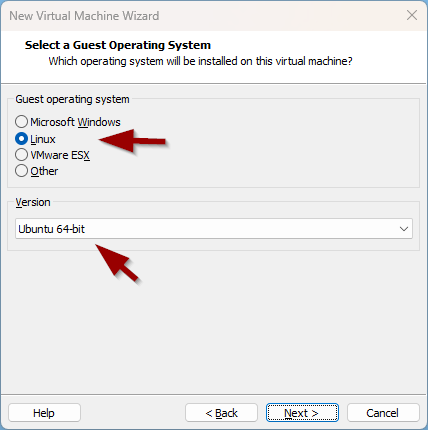 New Virtual Machine Wizard
Select a Guest Operating System
Which operating system will be installed on this virtual machine?
Guest operating system
Microsoft Windows
Linux
VMware ESX
Other
Version
Ubuntu 64-bit
Help
< Back
Next >
Cancel